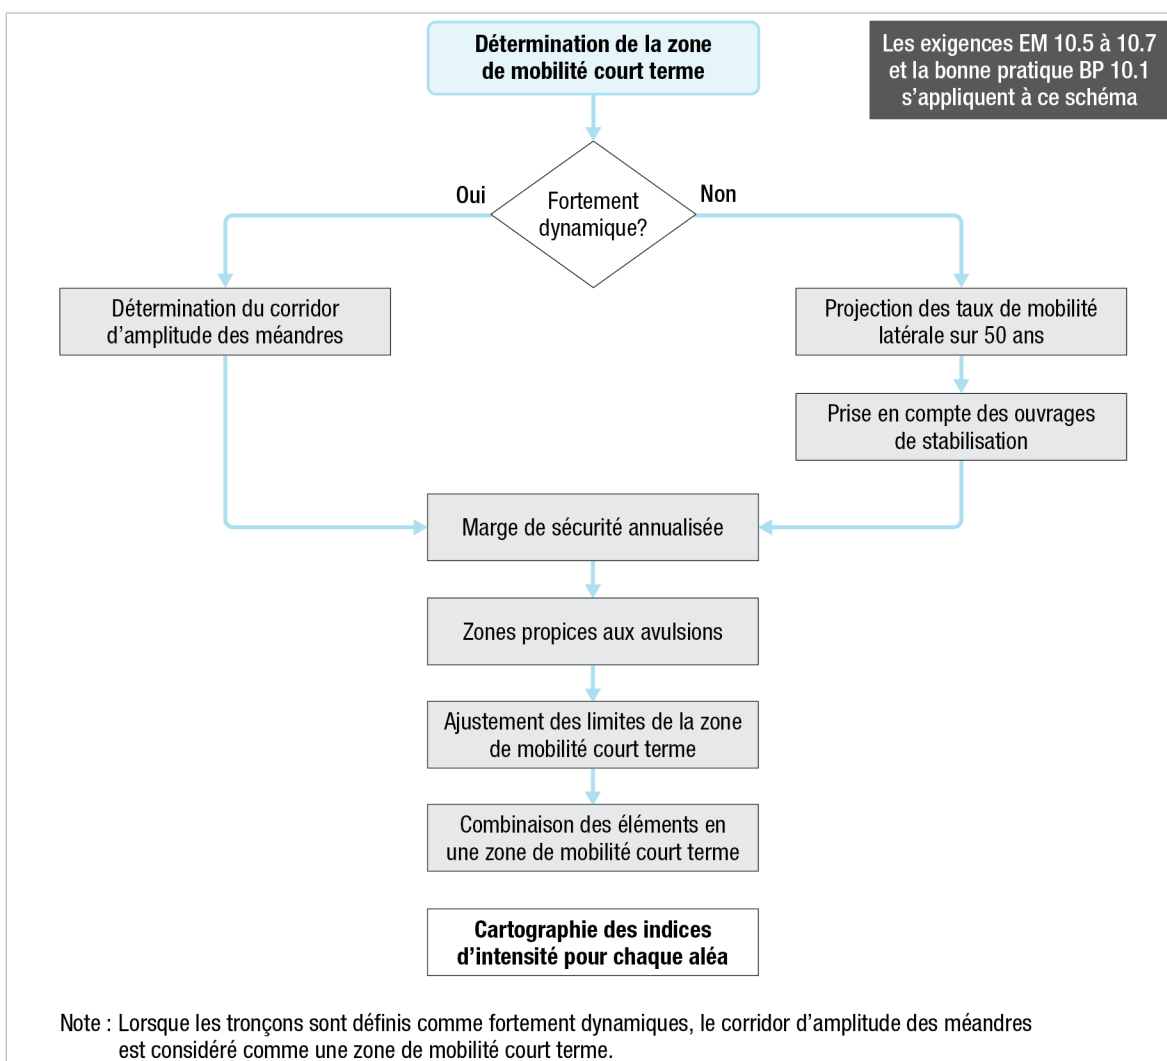 Détermination de la zone
de mobilité court terme
Les exigences EM 10.5 à 10.7
et la bonne pratique BP 10.1
s'appliquent à ce schéma
Oui
Fortement
dynamique?
Non
Détermination du corridor
d'amplitude des méandres
Projection des taux de mobilité
latérale sur 50 ans
Prise en compte des ouvrages
de stabilisation
Marge de sécurité annualisée
Zones propices aux avulsions
Ajustement des limites de la zone
de mobilité court terme
Combinaison des éléments en
une zone de mobilité court terme
Cartographie des indices
d'intensité pour chaque aléa
Note : Lorsque les tronçons sont définis comme fortement dynamiques, le corridor d'amplitude des méandres
est considéré comme une zone de mobilité court terme.